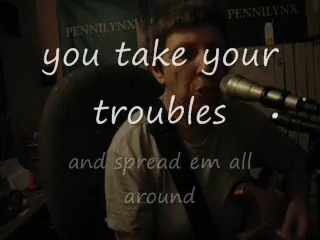 PENNILYNX
PENNILYNX
you take your
troubles
and spread em all
around